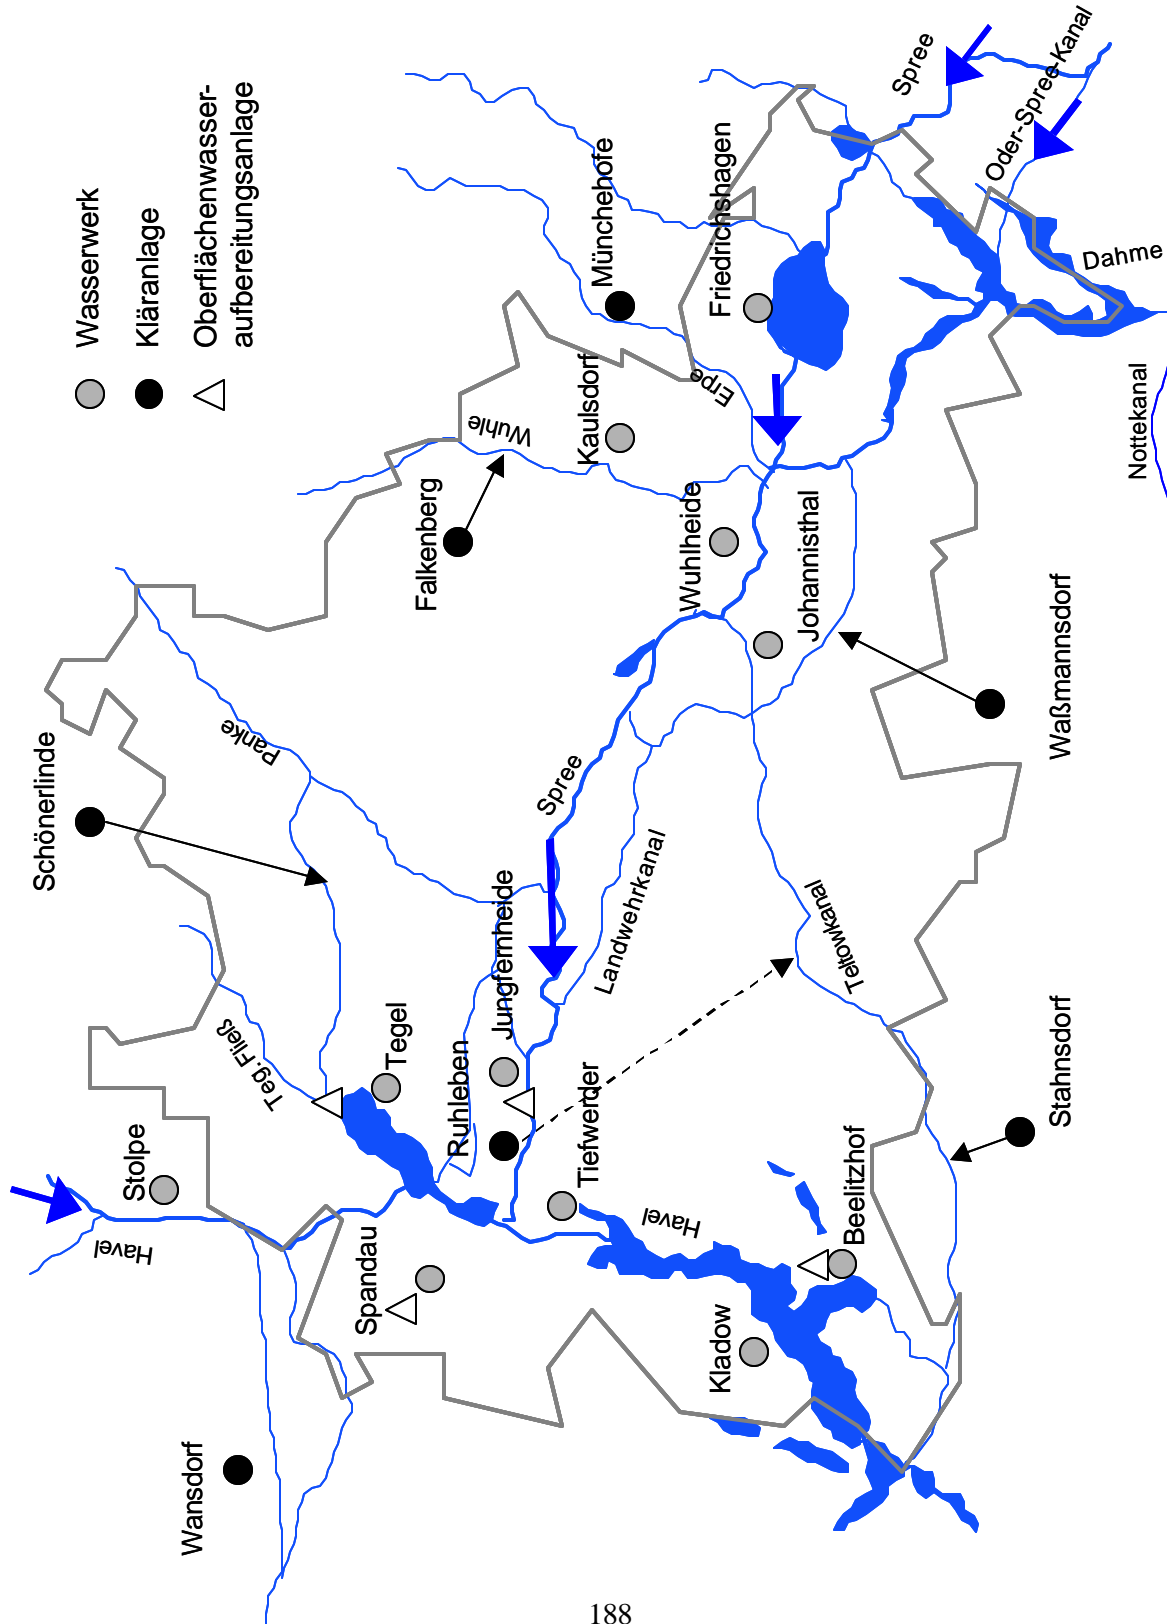 Wasserwerk
Kläranlage
Oberflächenwasser-
aufbereitungsanlage
Schönerlinde
Stolpe
Havel
Wansdorf
Teg. Fließ
Tegel
Spandau
Panke
Falkenberg
Wuhle
Kaulsdorf
Münchehofe
Erpe
Friedrichshagen
Spree
Oder-Spree-Kanal
Dahme
Nottekanal
Wuhlheide
Johannisthal
Waßmannsdorf
Spree
Landwehrkanal
Teltowkanal
Jungfernheide
Ruhleben
Tiefwerder
Havel
Beelitzhof
Kladow
Stahnsdorf
188